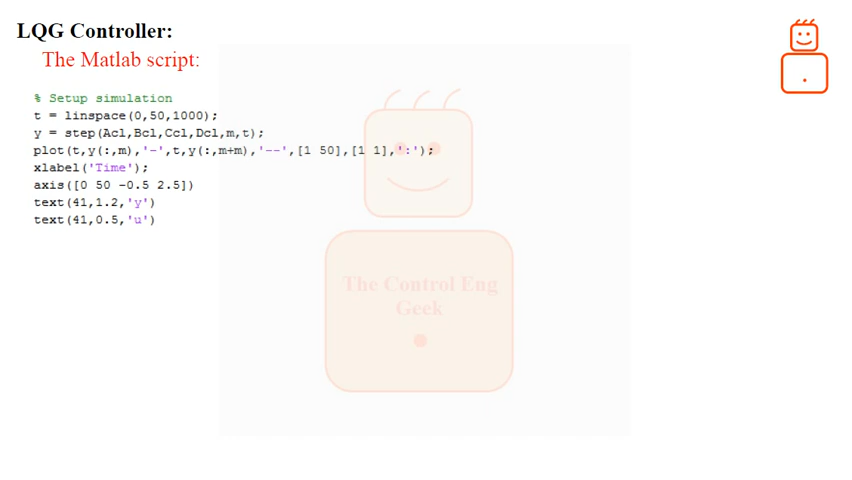 LQG Controller:
The Matlab script:
% Setup simulation
t = linspace(0,50,1000);
y = step(Acl,Bcl,Ccl,Dcl,m,t);
plot(t,y(:,m),'-',t,y(:,m+m),'--',[1 50],[1 1],':');
xlabel('Time');
axis([0 50 -0.5 2.5])
text(41,1.2,'y')
text(41,0.5,'u')
The Control Eng
Geek